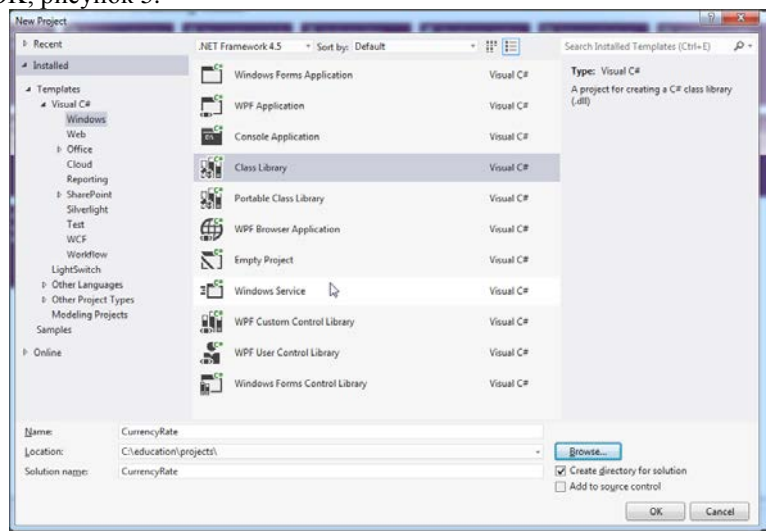 ОК, рисунок 3.
New Project
Recent
.NET Framework 4.5 Sort by: Default
Search Installed Templates (Ctrl+E)
Installed
Templates
Visual C#
Windows
Web
Office
Cloud
Reporting
SharePoint
Silverlight
Test
WCF
Workflow
LightSwitch
Other Languages
Other Project Types
Modeling Projects
Samples
Online
Windows Forms Application Visual C#
WPF Application Visual C#
Console Application Visual C#
Class Library Visual C#
Portable Class Library Visual C#
WPF Browser Application Visual C#
Empty Project Visual C#
Windows Service Visual C#
WPF Custom Control Library Visual C#
WPF User Control Library Visual C#
Windows Forms Control Library Visual C#
Type: Visual C#
A project for creating a C# class library
(.dll)
Name: CurrencyRate
Location: C:\education\projects\
Browse...
Solution name: CurrencyRate
Create directory for solution
Add to source control
OK Cancel